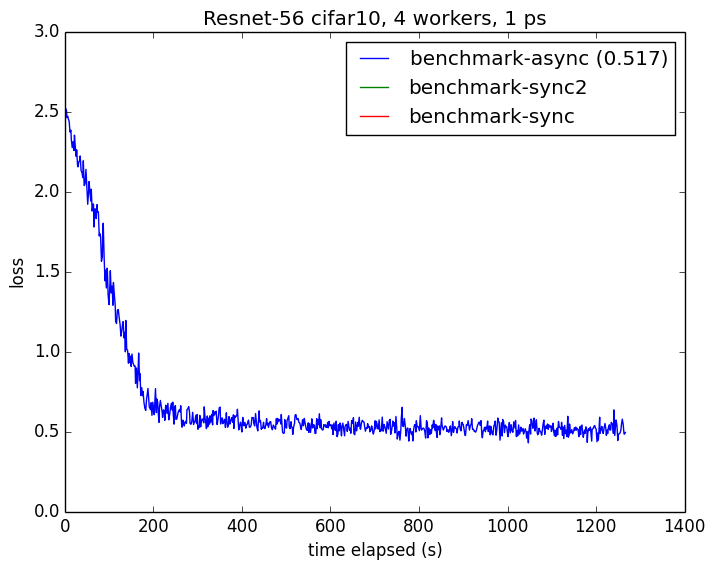 Resnet-56 cifar10, 4 workers, 1 ps
3.0
benchmark-async (0.517)
benchmark-sync2
benchmark-sync
2.5
2.0
1.5
1.0
0.5
0.0
loss
0 200 400 600 800 1000 1200 1400
time elapsed (s)